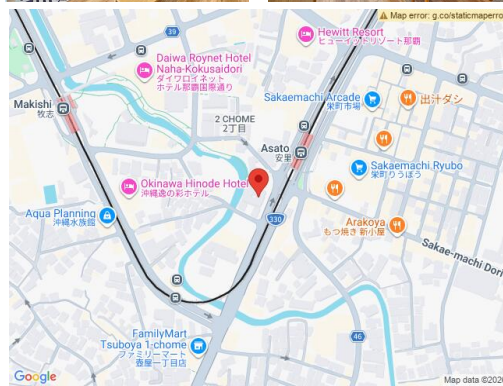 Map error: g.co/staticmaperro
39
Hewitt Resort
ヒューイットリゾート那覇
Daiwa Roynet Hotel
Naha-Kokusaidori
ダイワロイネット
ホテル那覇国際通り
Makishi
牧志
Sakaemachi Arcade
栄町市場
出汁ダシ
2 CHOME
2丁目
Asato
安里
Sakaemachi Ryubo
栄町りうぼう
Okinawa Hinode Hotel
沖縄逸の彩ホテル
Aqua Planning
沖縄水族館
330
Arakoya
もつ焼き 新小屋
Sakae-machi Dori
FamilyMart
Tsuboya 1-chome
ファミリーマート
壺屋一丁目店
46
Google
Map data ©202